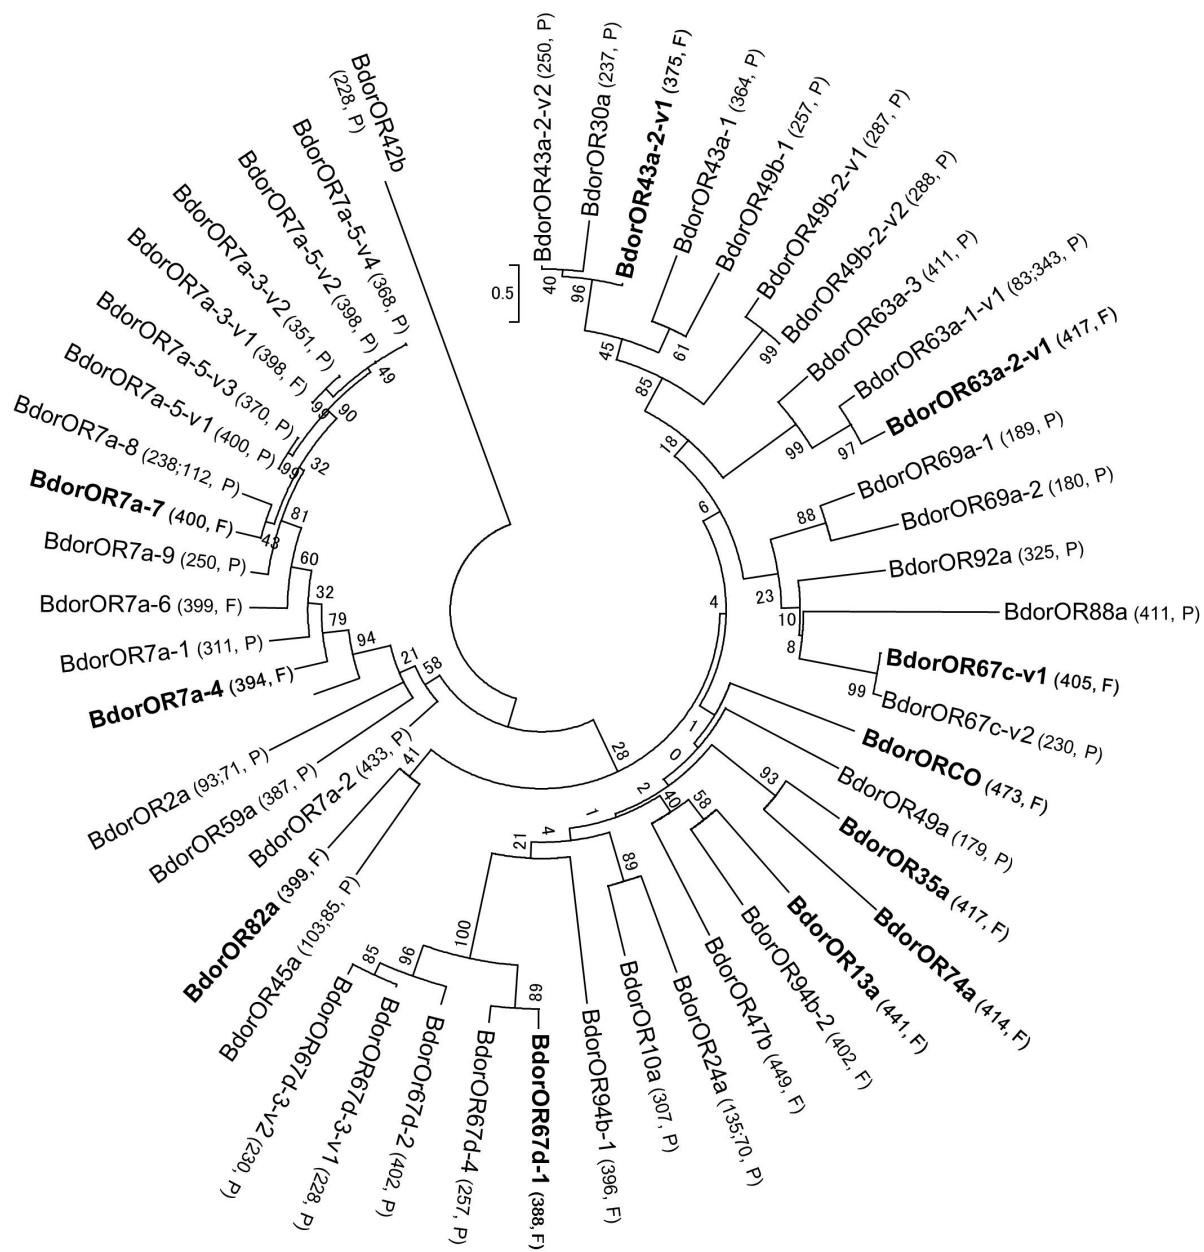 BdorOR42b
(228, P)
BdorOR43a-2-v2 (250, P)
BdorOR30a (237, P)
BdorOR43a-2-v1 (375, F)
BdorOR43a-1 (364, P)
BdorOR49b-1 (257, P)
BdorOR49b-2-v1 (287, P)
BdorOR49b-2-v2 (288, P)
BdorOR63a-3 (411, P)
BdorOR63a-1-v1 (83;343, P)
BdorOR63a-2-v1 (417, F)
BdorOR69a-1 (189, P)
BdorOR69a-2 (180, P)
BdorOR92a (325, P)
BdorOR88a (411, P)
BdorOR67c-v1 (405, F)
BdorOR67c-v2 (230, P)
BdorORCO (473, F)
BdorOR49a (179, P)
BdorOR35a (417, F)
BdorOR74a (414, F)
BdorOR13a (441, F)
BdorOR94b-2 (402, F)
BdorOR47b (449, F)
BdorOR24a (135;70, P)
BdorOR10a (307, P)
BdorOR94b-1 (396, F)
BdorOR67d-1 (388, F)
BdorOR67d-4 (257, P)
BdorOr67d-2 (402, P)
BdorOR67d-3-v1 (228, P)
BdorOR67d-3-v2 (230, P)
BdorOR45a (103;85, P)
BdorOR82a (399, F)
BdorOR7a-2 (433, P)
BdorOR59a (387, P)
BdorOR2a (93;71, P)
BdorOR7a-4 (394, F)
BdorOR7a-1 (311, P)
BdorOR7a-6 (399, F)
BdorOR7a-9 (250, P)
BdorOR7a-7 (400, F)
BdorOR7a-8 (238;112, P)
BdorOR7a-5-v1 (400, P)
BdorOR7a-5-v3 (370, P)
BdorOR7a-3-v1 (398, F)
BdorOR7a-3-v2 (351, P)
BdorOR7a-5-v2 (398, P)
BdorOR7a-5-v4 (368, P)
0.5
40
96
45
61
85
99
18
99
97
6
88
23
10
8
99
4
1
0
93
2
40
58
1
4
89
21
100
96
85
89
41
28
58
21
94
79
32
60
81
43
32
99
90
99
49